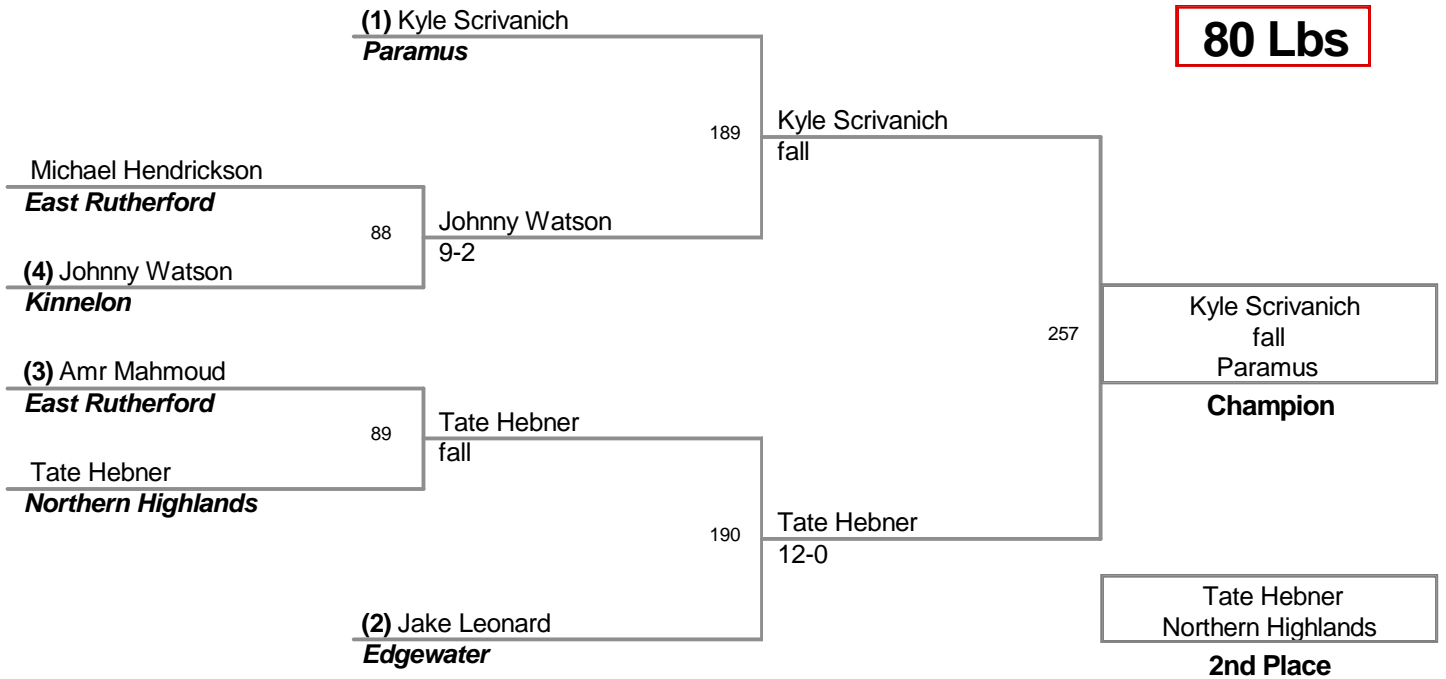 (1) Kyle Scrivanich
Paramus
80 Lbs
189
Kyle Scrivanich
fall
Michael Hendrickson
East Rutherford
88
Johnny Watson
9-2
(4) Johnny Watson
Kinnelon
257
Kyle Scrivanich
fall
Paramus
Champion
(3) Amr Mahmoud
East Rutherford
89
Tate Hebner
fall
Tate Hebner
Northern Highlands
190
Tate Hebner
12-0
(2) Jake Leonard
Edgewater
Tate Hebner
Northern Highlands
2nd Place